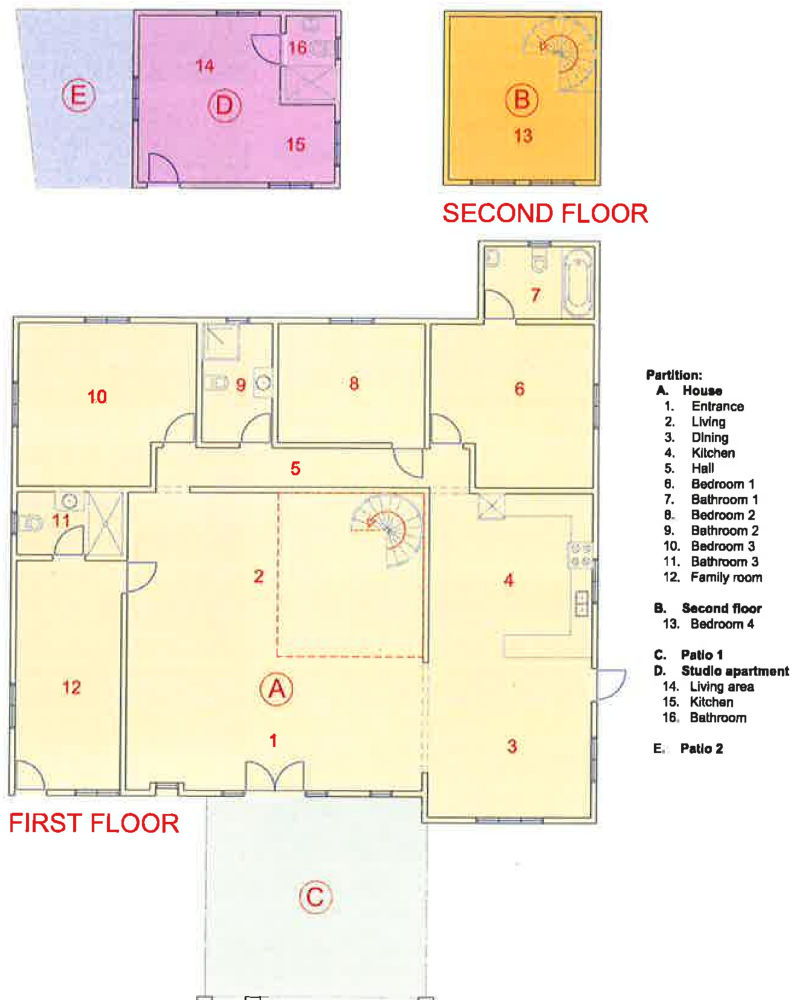 14
16
E
D
15
B
13
SECOND FLOOR
7
10
9
8
6
5
11
2
4
12
A
1
3
FIRST FLOOR
C
Partition:
A. House
1. Entrance
2. Living
3. Dining
4. Kitchen
5. Hall
6. Bedroom 1
7. Bathroom 1
8. Bedroom 2
9. Bathroom 2
10. Bedroom 3
11. Bathroom 3
12. Family room
B. Second floor
13. Bedroom 4
C. Patio 1
D. Studio apartment
14. Living area
15. Kitchen
16. Bathroom
E. Patio 2